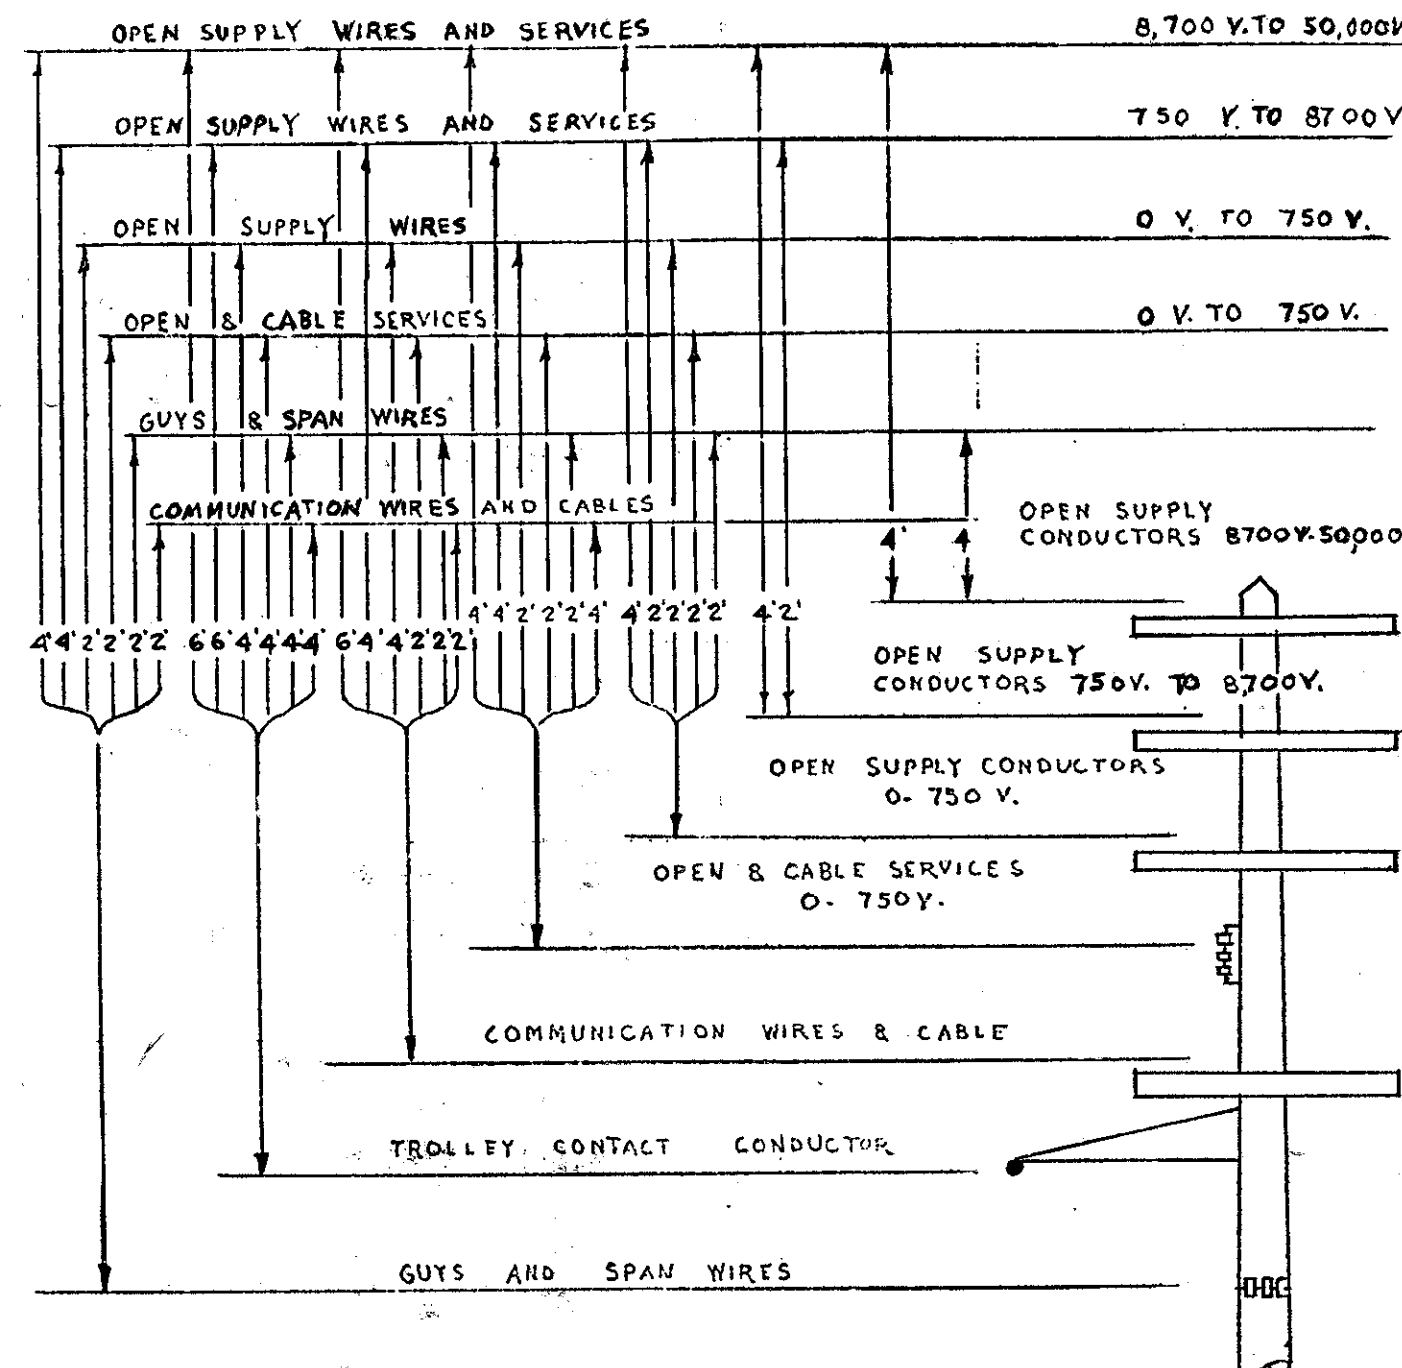 OPEN SUPPLY WIRES AND SERVICES 8,700 V. TO 50,000V
OPEN SUPPLY WIRES AND SERVICES 750 V. TO 8700 V
OPEN SUPPLY WIRES 0 V. TO 750 V.
OPEN & CABLE SERVICES 0 V. TO 750 V.
GUYS & SPAN WIRES
COMMUNICATION WIRES AND CABLES
OPEN SUPPLY
CONDUCTORS 8700V-50,000
4' 4
4' 4' 2' 2' 2' 4' 4' 2' 2' 2' 2' 4' 2'
4' 4' 2' 2' 2' 2' 6' 6' 4' 4' 4' 4' 6' 4' 4 2' 2' 2'
OPEN SUPPLY
CONDUCTORS 750V. TO 8,700V.
OPEN SUPPLY CONDUCTORS
0- 750 V.
OPEN & CABLE SERVICES
0- 750V.
COMMUNICATION WIRES & CABLE
TROLLEY CONTACT CONDUCTOR
GUYS AND SPAN WIRES